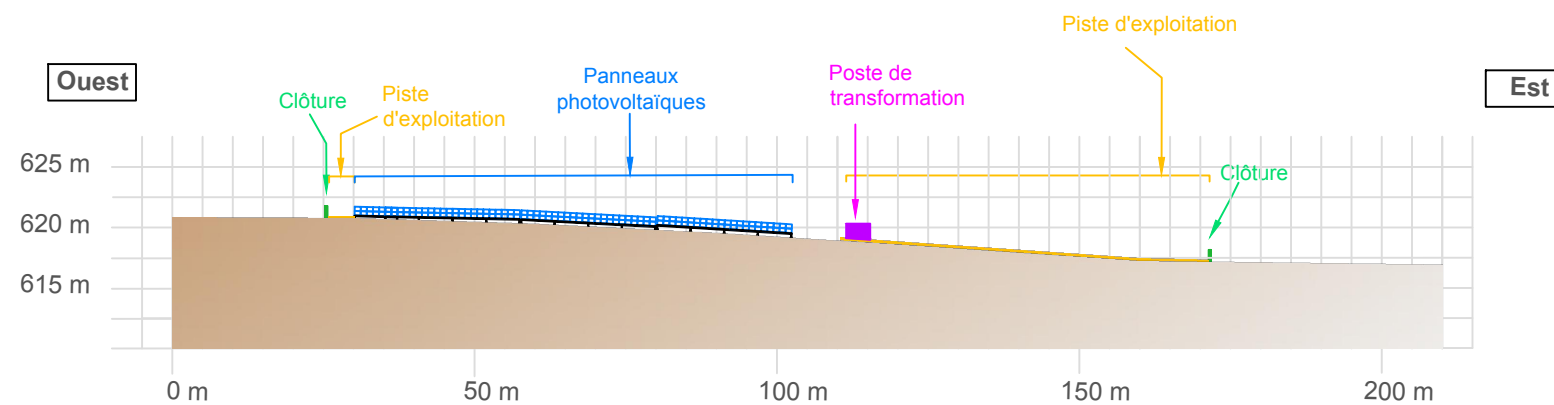 Piste d'exploitation
Ouest
Est
Clôture
Piste
d'exploitation
Panneaux
photovoltaïques
Poste de
transformation
Clôture
625 m
620 m
615 m
0 m
50 m
100 m
150 m
200 m